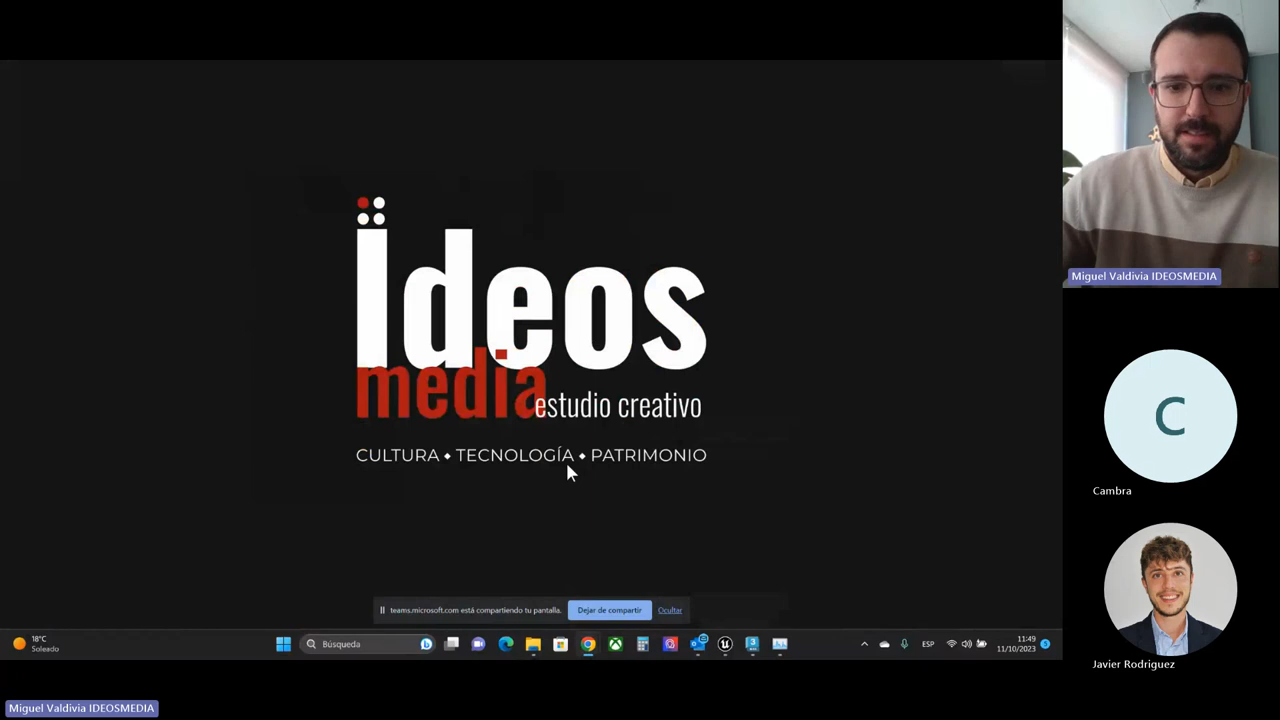 Ideos
media
estudio creativo
CULTURA ◆ TECNOLOGÍA ◆ PATRIMONIO
teams.microsoft.com está compartiendo tu pantalla.
Dejar de compartir
Ocultar
18°C
Soleado
Búsqueda
ESP
11:49
11/10/2023
Miguel Valdivia IDEOSMEDIA
C
Cambra
Javier Rodriguez
Miguel Valdivia IDEOSMEDIA